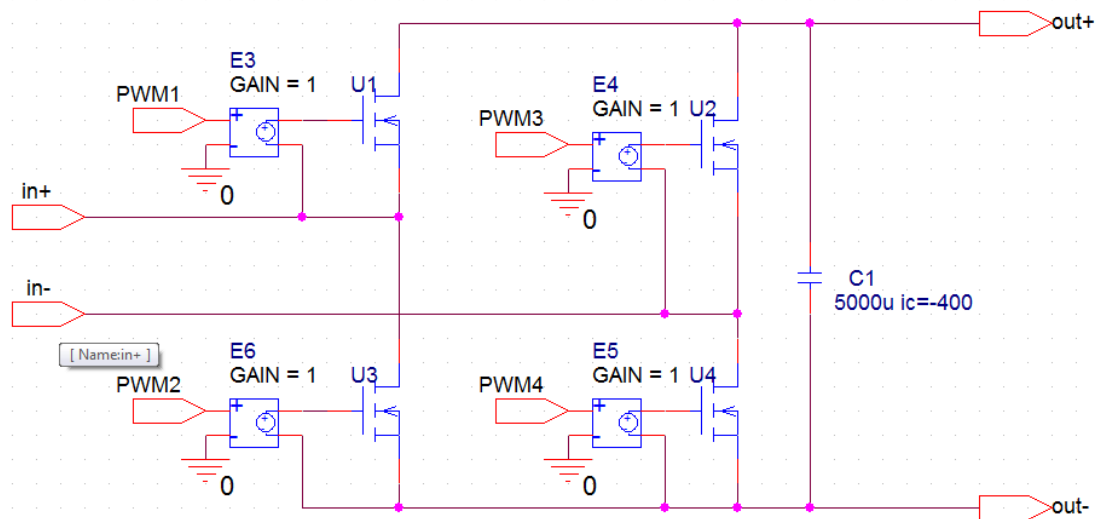 out+
E3
GAIN = 1
U1
E4
GAIN = 1
U2
PWM1
+
-
PWM3
+
-
0
0
in+
in-
C1
5000u ic=-400
[ Name:in+ ]
E6
GAIN = 1
U3
E5
GAIN = 1
U4
PWM2
+
-
PWM4
+
-
0
0
out-